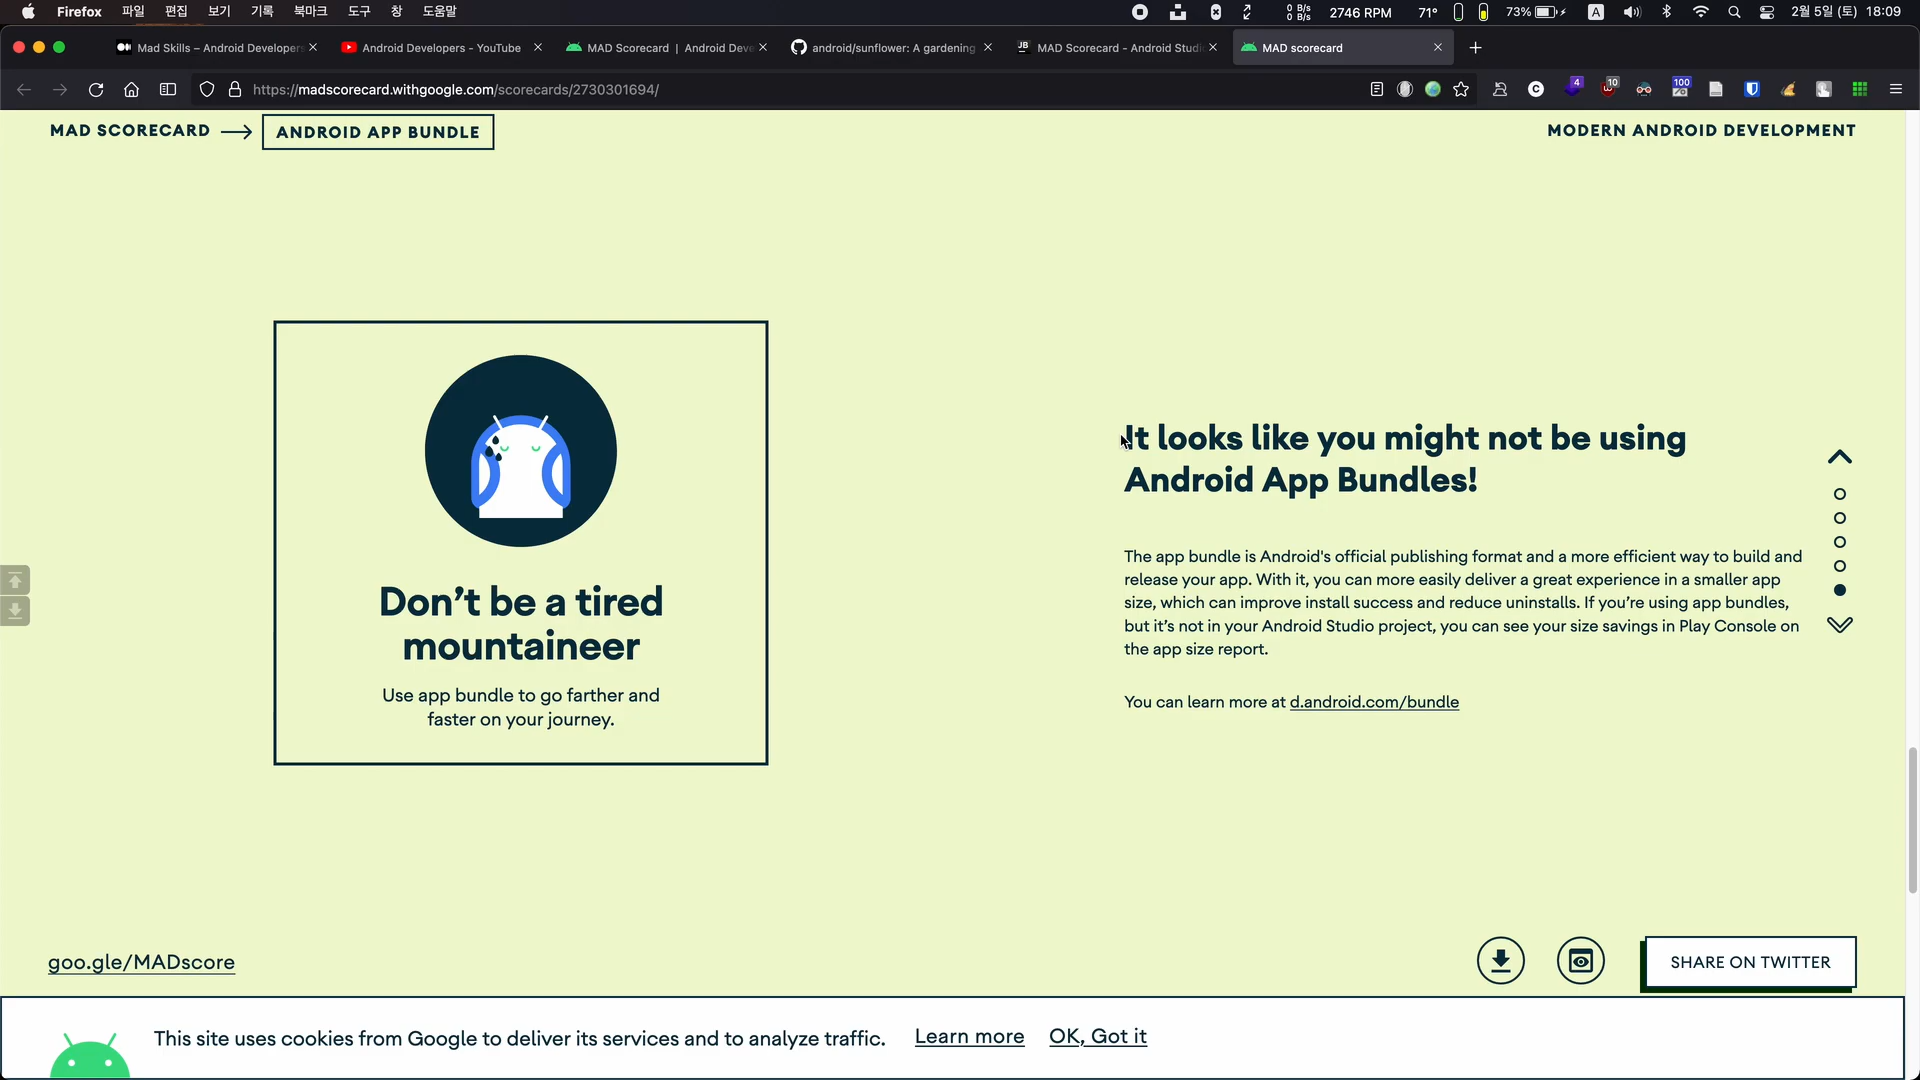 Firefox 파일 편집 보기 기록 북마크 도구 창 도움말
0 B/s
0 B/s
2746 RPM 71° 73% A 2월 5일 (토) 18:09
Mad Skills – Android Developers
Android Developers - YouTube
MAD Scorecard | Android Deve
android/sunflower: A gardening
JB MAD Scorecard - Android Studi
MAD scorecard
https://madscorecard.withgoogle.com/scorecards/2730301694/
C 4 10 100
MAD SCORECARD
ANDROID APP BUNDLE
MODERN ANDROID DEVELOPMENT
Don’t be a tired
mountaineer
Use app bundle to go farther and
faster on your journey.
It looks like you might not be using
Android App Bundles!
The app bundle is Android's official publishing format and a more efficient way to build and
release your app. With it, you can more easily deliver a great experience in a smaller app
size, which can improve install success and reduce uninstalls. If you’re using app bundles,
but it’s not in your Android Studio project, you can see your size savings in Play Console on
the app size report.
You can learn more at d.android.com/bundle
goo.gle/MADscore
SHARE ON TWITTER
This site uses cookies from Google to deliver its services and to analyze traffic. Learn more OK, Got it